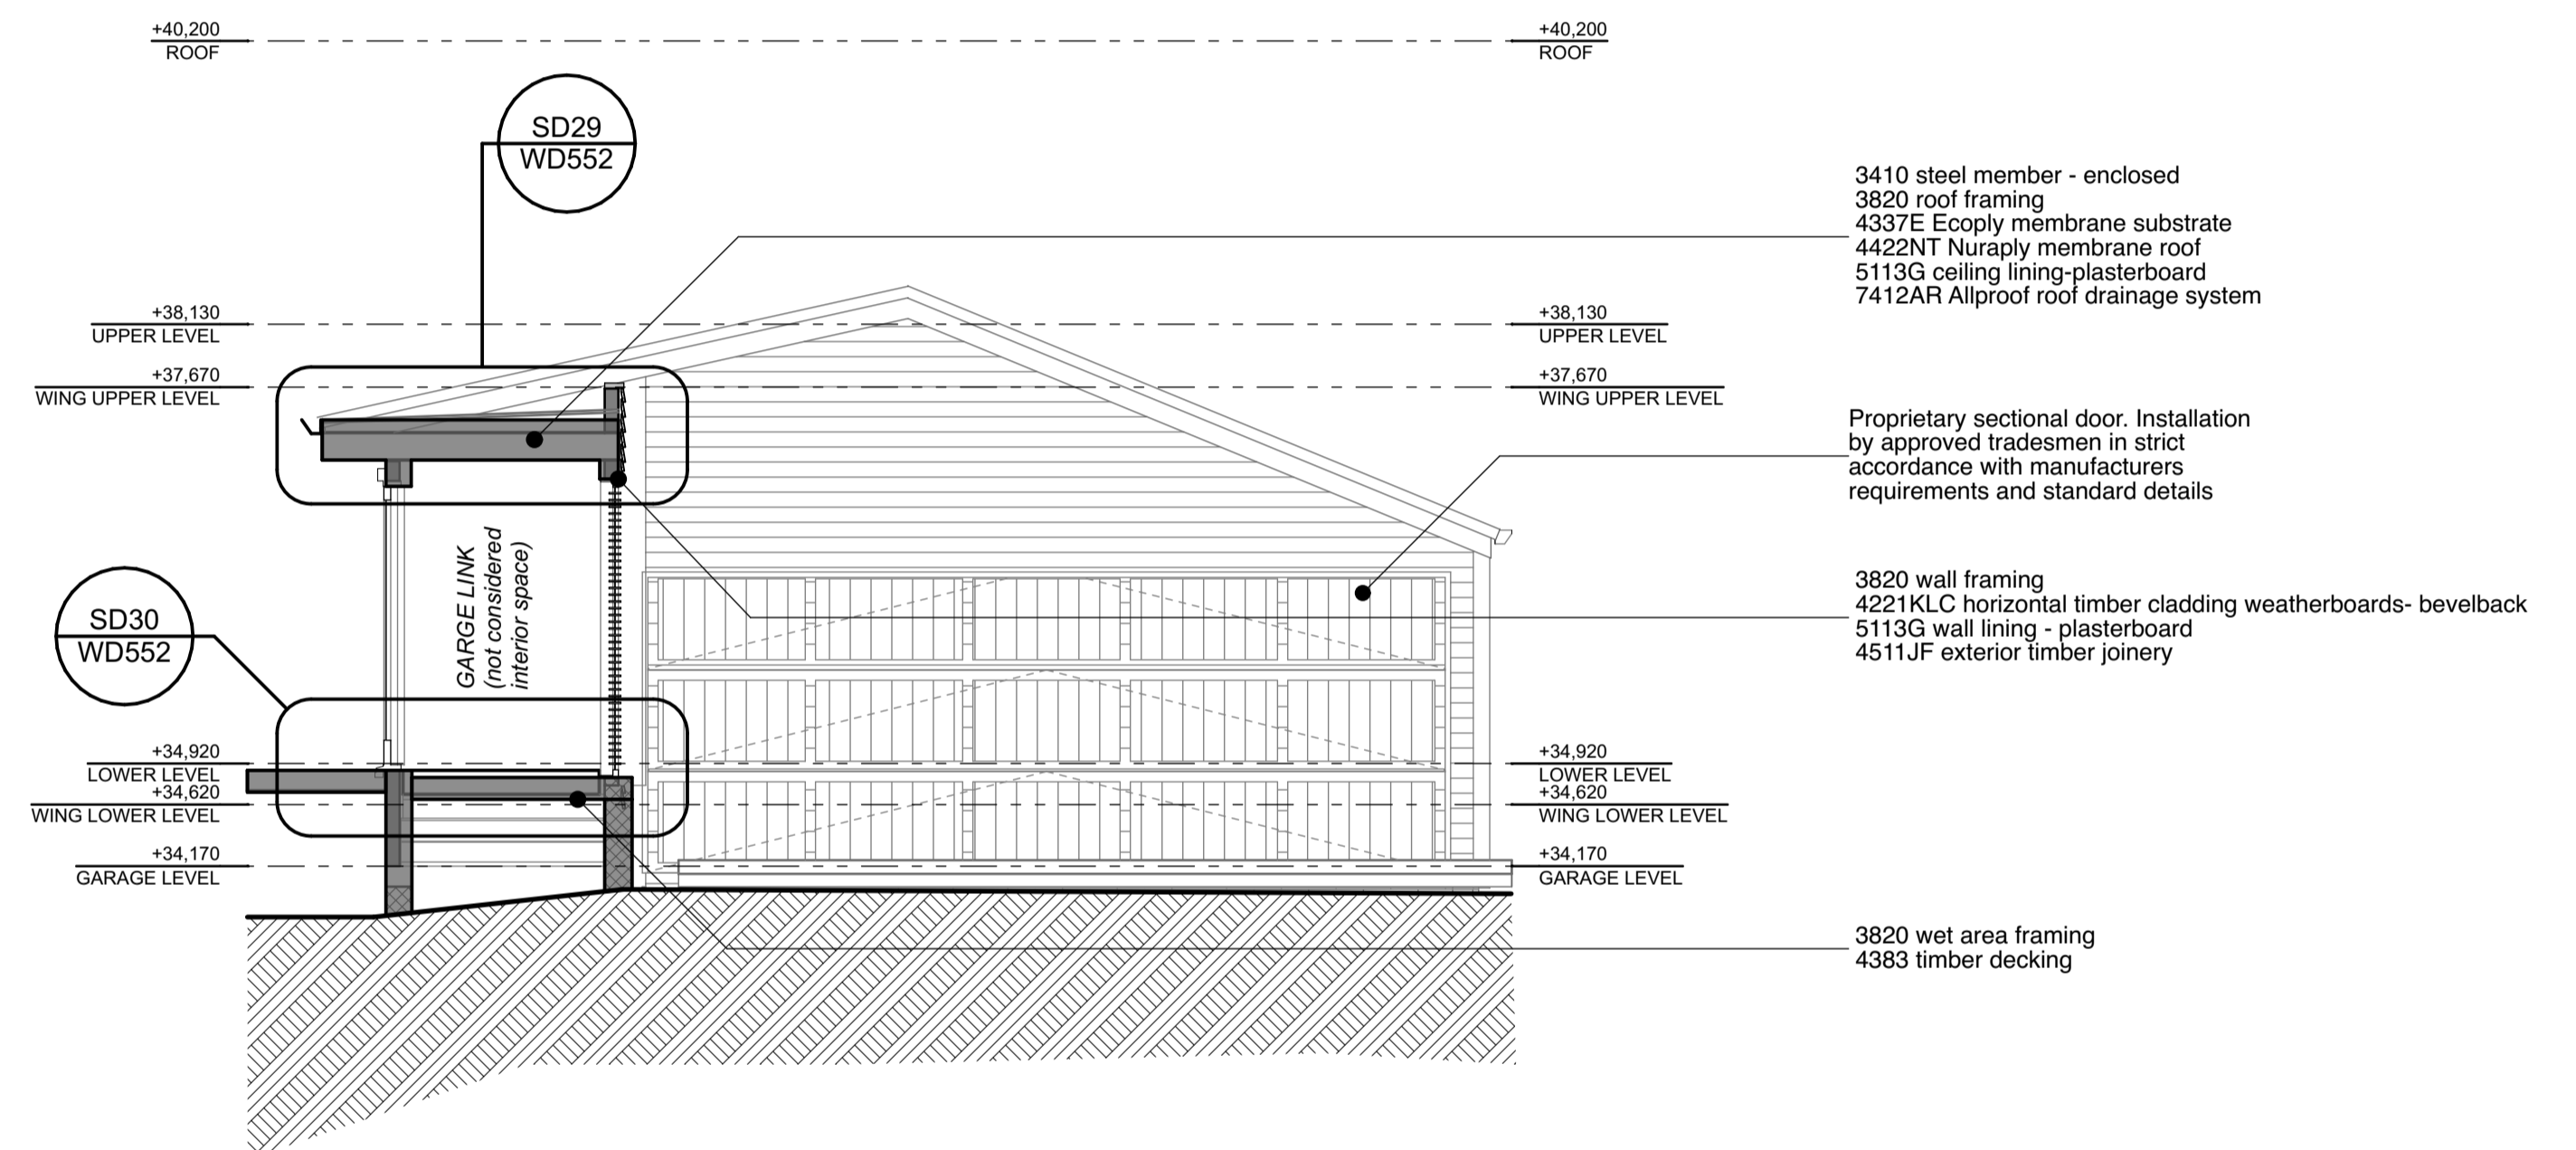 +40,200
ROOF
+40,200
ROOF
SD29
WD552
3410 steel member - enclosed
3820 roof framing
4337E Ecoply membrane substrate
4422NT Nuraply membrane roof
5113G ceiling lining-plasterboard
7412AR Allproof roof drainage system
+38,130
UPPER LEVEL
+38,130
UPPER LEVEL
+37,670
WING UPPER LEVEL
+37,670
WING UPPER LEVEL
Proprietary sectional door. Installation
by approved tradesmen in strict
accordance with manufacturers
requirements and standard details
GARGE LINK
(not considered
interior space)
SD30
WD552
3820 wall framing
4221KLC horizontal timber cladding weatherboards- bevelback
5113G wall lining - plasterboard
4511JF exterior timber joinery
+34,920
LOWER LEVEL
+34,620
WING LOWER LEVEL
+34,920
LOWER LEVEL
+34,620
WING LOWER LEVEL
+34,170
GARAGE LEVEL
+34,170
GARAGE LEVEL
3820 wet area framing
4383 timber decking